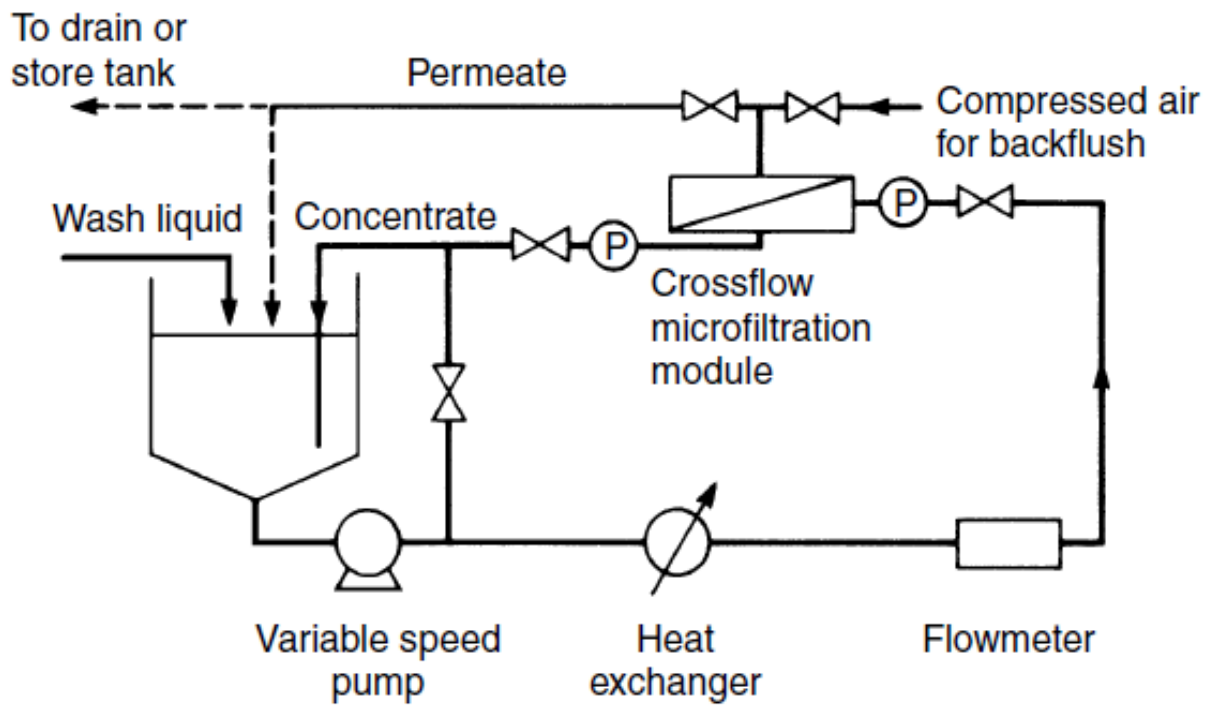 To drain or
store tank
Permeate
Compressed air
for backflush
Wash liquid
Concentrate
P
P
Crossflow
microfiltration
module
Variable speed
pump
Heat
exchanger
Flowmeter